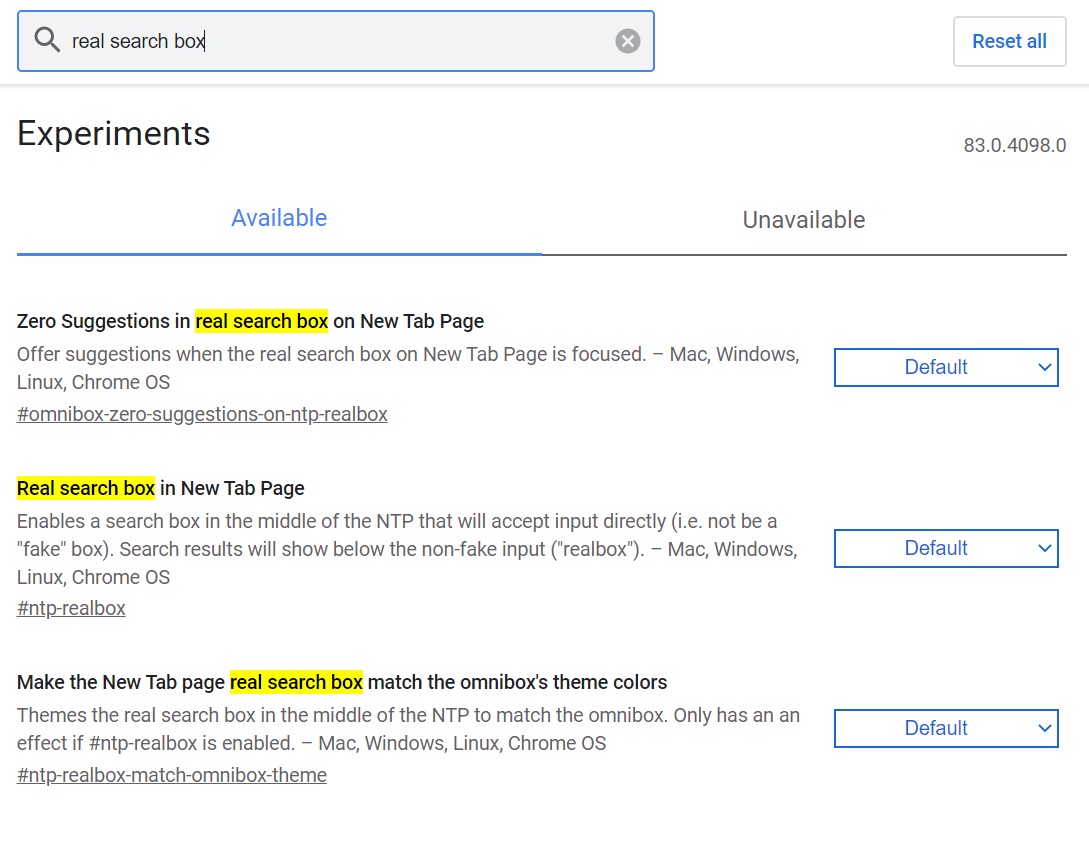 real search box
Reset all
Experiments
83.0.4098.0
Available
Unavailable
Zero Suggestions in real search box on New Tab Page
Offer suggestions when the real search box on New Tab Page is focused. – Mac, Windows,
Linux, Chrome OS
#omnibox-zero-suggestions-on-ntp-realbox
Default
Real search box in New Tab Page
Enables a search box in the middle of the NTP that will accept input directly (i.e. not be a
"fake" box). Search results will show below the non-fake input ("realbox"). – Mac, Windows,
Linux, Chrome OS
#ntp-realbox
Default
Make the New Tab page real search box match the omnibox's theme colors
Themes the real search box in the middle of the NTP to match the omnibox. Only has an an
effect if #ntp-realbox is enabled. – Mac, Windows, Linux, Chrome OS
#ntp-realbox-match-omnibox-theme
Default